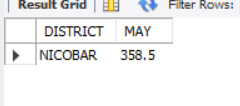 Result Grid Filter Rows:
DISTRICT MAY
NICOBAR 358.5